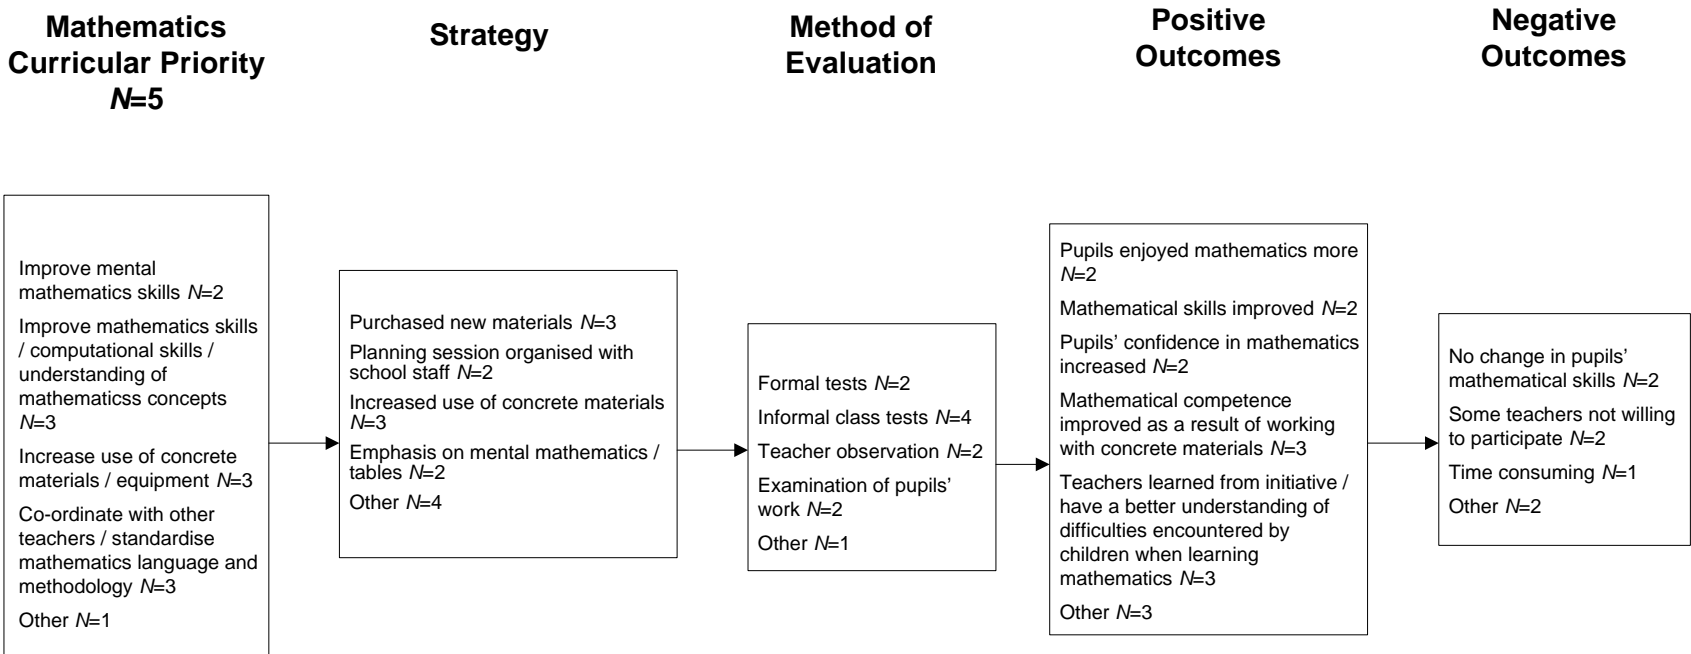 Mathematics
Curricular Priority
N=5
Strategy
Method of
Evaluation
Positive
Outcomes
Negative
Outcomes
Improve mental
mathematics skills N=2
Improve mathematics skills
/ computational skills /
understanding of
mathematicss concepts
N=3
Increase use of concrete
materials / equipment N=3
Co-ordinate with other
teachers / standardise
mathematics language and
methodology N=3
Other N=1
Purchased new materials N=3
Planning session organised with
school staff N=2
Increased use of concrete materials
N=3
Emphasis on mental mathematics /
tables N=2
Other N=4
Formal tests N=2
Informal class tests N=4
Teacher observation N=2
Examination of pupils’
work N=2
Other N=1
Pupils enjoyed mathematics more
N=2
Mathematical skills improved N=2
Pupils’ confidence in mathematics
increased N=2
Mathematical competence
improved as a result of working
with concrete materials N=3
Teachers learned from initiative /
have a better understanding of
difficulties encountered by
children when learning
mathematics N=3
Other N=3
No change in pupils’
mathematical skills N=2
Some teachers not willing
to participate N=2
Time consuming N=1
Other N=2